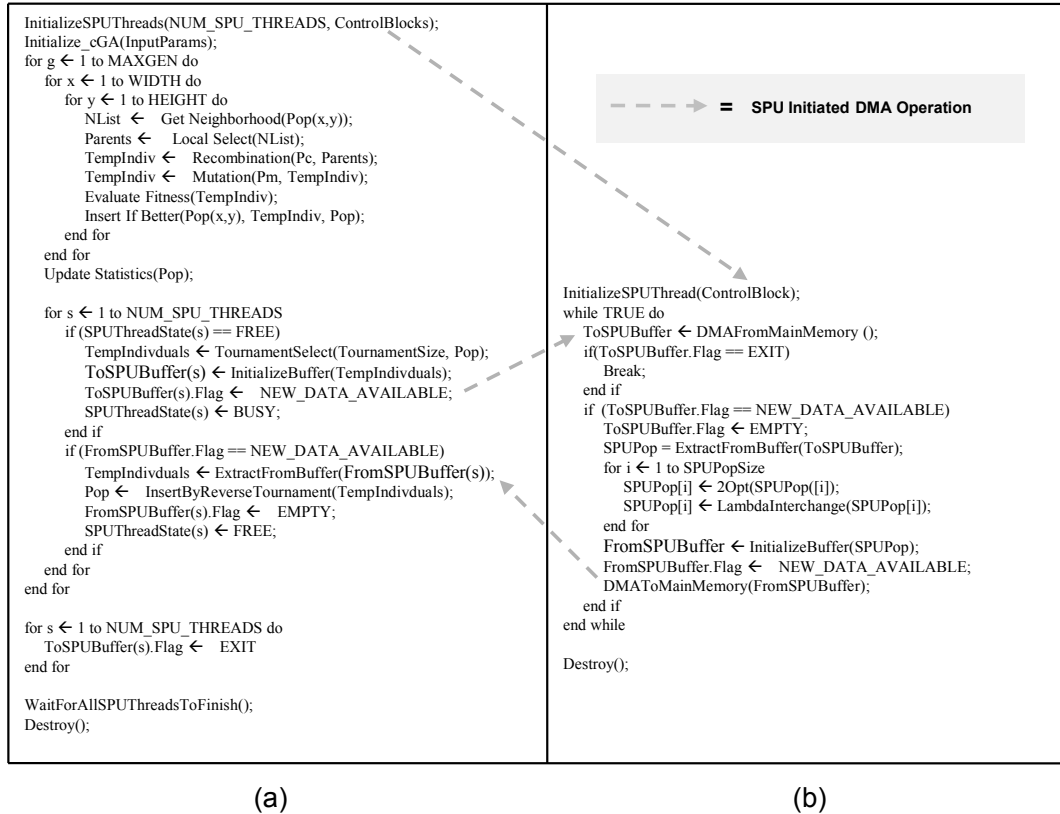 InitializeSPUThreads(NUM_SPU_THREADS, ControlBlocks);
Initialize_cGA(InputParams);
for g ← 1 to MAXGEN do
for x ← 1 to WIDTH do
for y ← 1 to HEIGHT do
NList ← Get Neighborhood(Pop(x,y));
Parents ← Local Select(NList);
TempIndiv ← Recombination(Pc, Parents);
TempIndiv ← Mutation(Pm, TempIndiv);
Evaluate Fitness(TempIndiv);
Insert If Better(Pop(x,y), TempIndiv, Pop);
end for
end for
Update Statistics(Pop);
for s ← 1 to NUM_SPU_THREADS
if (SPUThreadState(s) == FREE)
TempIndivduals ← TournamentSelect(TournamentSize, Pop);
ToSPUBuffer(s) ← InitializeBuffer(TempIndivduals);
ToSPUBuffer(s).Flag ← NEW_DATA_AVAILABLE;
SPUThreadState(s) ← BUSY;
end if
if (FromSPUBuffer.Flag == NEW_DATA_AVAILABLE)
TempIndivduals ← ExtractFromBuffer(FromSPUBuffer(s));
Pop ← InsertByReverseTournament(TempIndivduals);
FromSPUBuffer(s).Flag ← EMPTY;
SPUThreadState(s) ← FREE;
end if
end for
end for
for s ← 1 to NUM_SPU_THREADS do
ToSPUBuffer(s).Flag ← EXIT
end for
WaitForAllSPUThreadsToFinish();
Destroy();
(a)
= SPU Initiated DMA Operation
InitializeSPUThread(ControlBlock);
while TRUE do
ToSPUBuffer ← DMAFromMainMemory ();
if(ToSPUBuffer.Flag == EXIT)
Break;
end if
if (ToSPUBuffer.Flag == NEW_DATA_AVAILABLE)
ToSPUBuffer.Flag ← EMPTY;
SPUPop = ExtractFromBuffer(ToSPUBuffer);
for i ← 1 to SPUPopSize
SPUPop[i] ← 2Opt(SPUPop([i]);
SPUPop[i] ← LambdaInterchange(SPUPop[i]);
end for
FromSPUBuffer ← InitializeBuffer(SPUPop);
FromSPUBuffer.Flag ← NEW_DATA_AVAILABLE;
DMAToMainMemory(FromSPUBuffer);
end if
end while
Destroy();
(b)